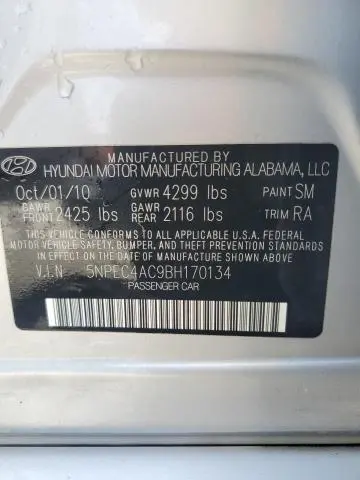 MANUFACTURED BY
HYUNDAI MOTOR MANUFACTURING ALABAMA, LLC
Oct/01/10 GVWR 4299 lbs PAINT SM
GAWR FRONT 2425 lbs GAWR REAR 2116 lbs TRIM RA
THIS VEHICLE CONFORMS TO ALL APPLICABLE U.S.A. FEDERAL
MOTOR VEHICLE SAFETY, BUMPER, AND THEFT PREVENTION
STANDARDS IN EFFECT ON THE DATE OF MANUFACTURE SHOWN ABOVE
V.I.N 5NPEC4AC9BH170134
PASSENGER CAR